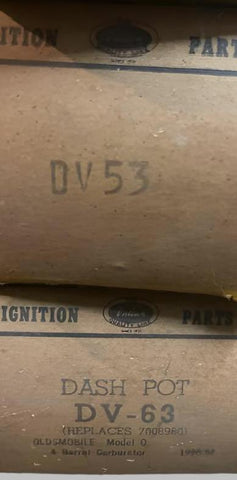 IGNITION PARTS
DV53
IGNITION PARTS
DASH POT
DV-63
(REPLACES 7008960)
OLDSMOBILE Model O.
4 Barrel Carburetor